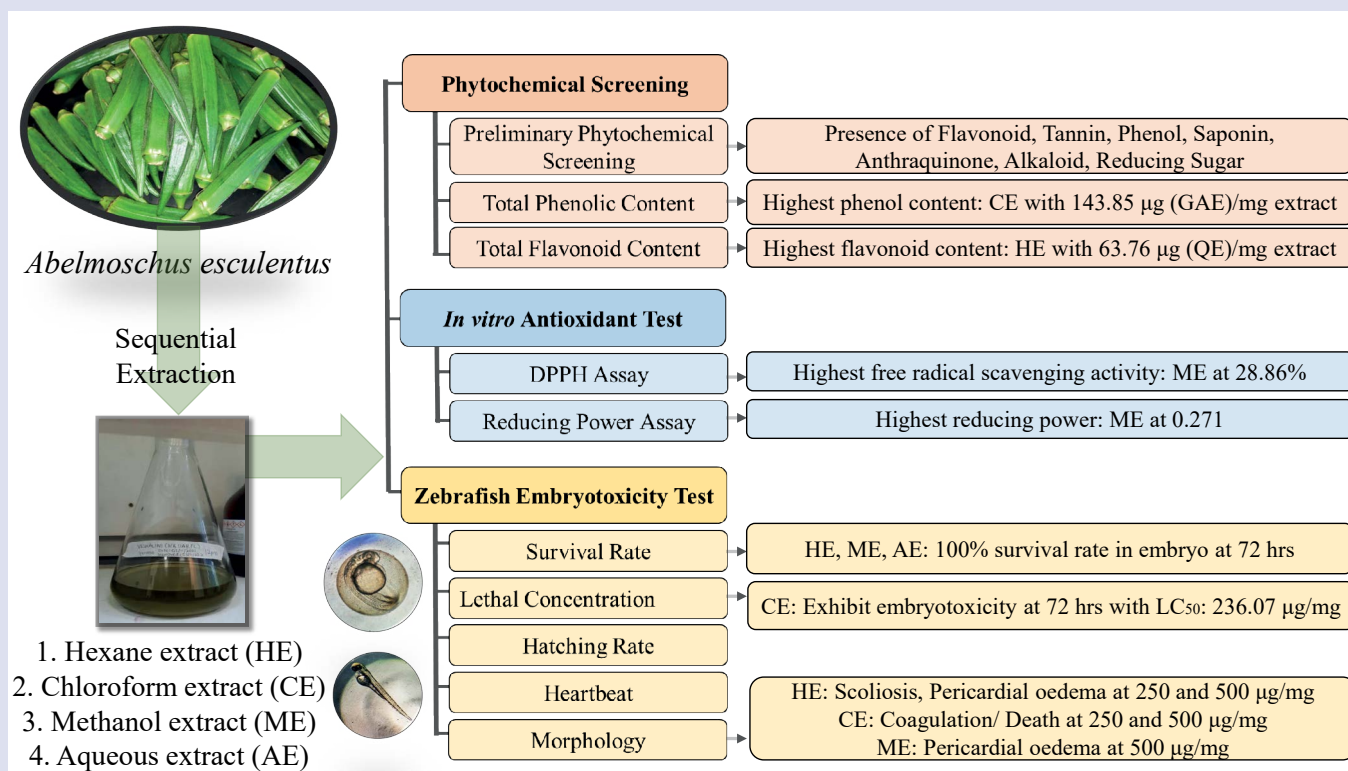 Abelmoschus esculentus
Sequential
Extraction
1. Hexane extract (HE)
2. Chloroform extract (CE)
3. Methanol extract (ME)
4. Aqueous extract (AE)
Phytochemical Screening
Preliminary Phytochemical
Screening
Presence of Flavonoid, Tannin, Phenol, Saponin,
Anthraquinone, Alkaloid, Reducing Sugar
Total Phenolic Content
Highest phenol content: CE with 143.85 μg (GAE)/mg extract
Total Flavonoid Content
Highest flavonoid content: HE with 63.76 μg (QE)/mg extract
In vitro Antioxidant Test
DPPH Assay
Highest free radical scavenging activity: ME at 28.86%
Reducing Power Assay
Highest reducing power: ME at 0.271
Zebrafish Embryotoxicity Test
Survival Rate
HE, ME, AE: 100% survival rate in embryo at 72 hrs
Lethal Concentration
CE: Exhibit embryotoxicity at 72 hrs with LC₅₀: 236.07 μg/mg
Hatching Rate
Heartbeat
Morphology
HE: Scoliosis, Pericardial oedema at 250 and 500 μg/mg
CE: Coagulation/ Death at 250 and 500 μg/mg
ME: Pericardial oedema at 500 μg/mg